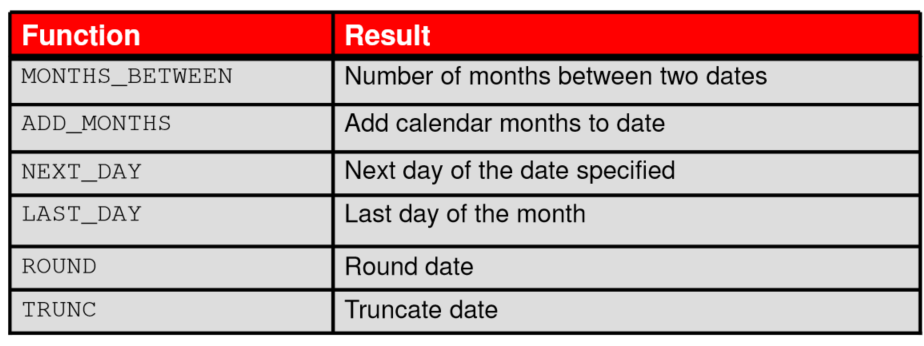 Function Result
MONTHS_BETWEEN Number of months between two dates
ADD_MONTHS Add calendar months to date
NEXT_DAY Next day of the date specified
LAST_DAY Last day of the month
ROUND Round date
TRUNC Truncate date